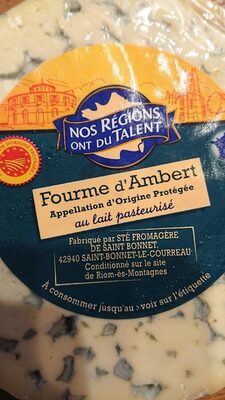 NOS RÉGIONS
ONT DU TALENT
Fourme d'Ambert
Appellation d'Origine Protégée
au lait pasteurisé
Fabriqué par STÉ FROMAGÈRE
DE SAINT BONNET,
42940 SAINT-BONNET-LE-COURREAU
Conditionné sur le site
de Riom-ès-Montagnes
À consommer jusqu'au : voir sur l'étiquette